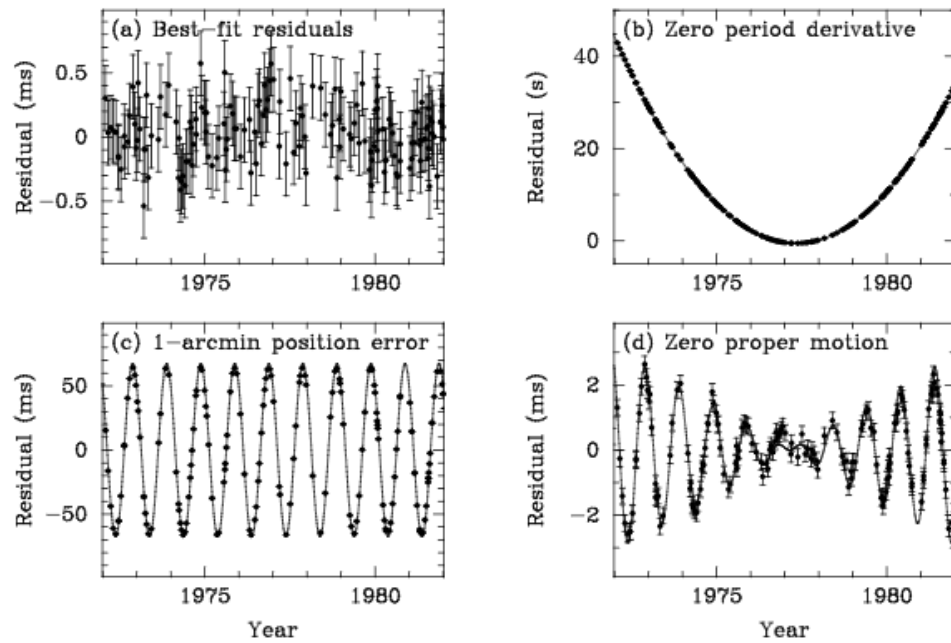 (a) Best-fit residuals
Residual (ms)
0.5
0
-0.5
1975
1980
(b) Zero period derivative
Residual (s)
40
20
0
1975
1980
(c) 1-arcmin position error
Residual (ms)
50
0
-50
1975
1980
Year
(d) Zero proper motion
Residual (ms)
2
0
-2
1975
1980
Year